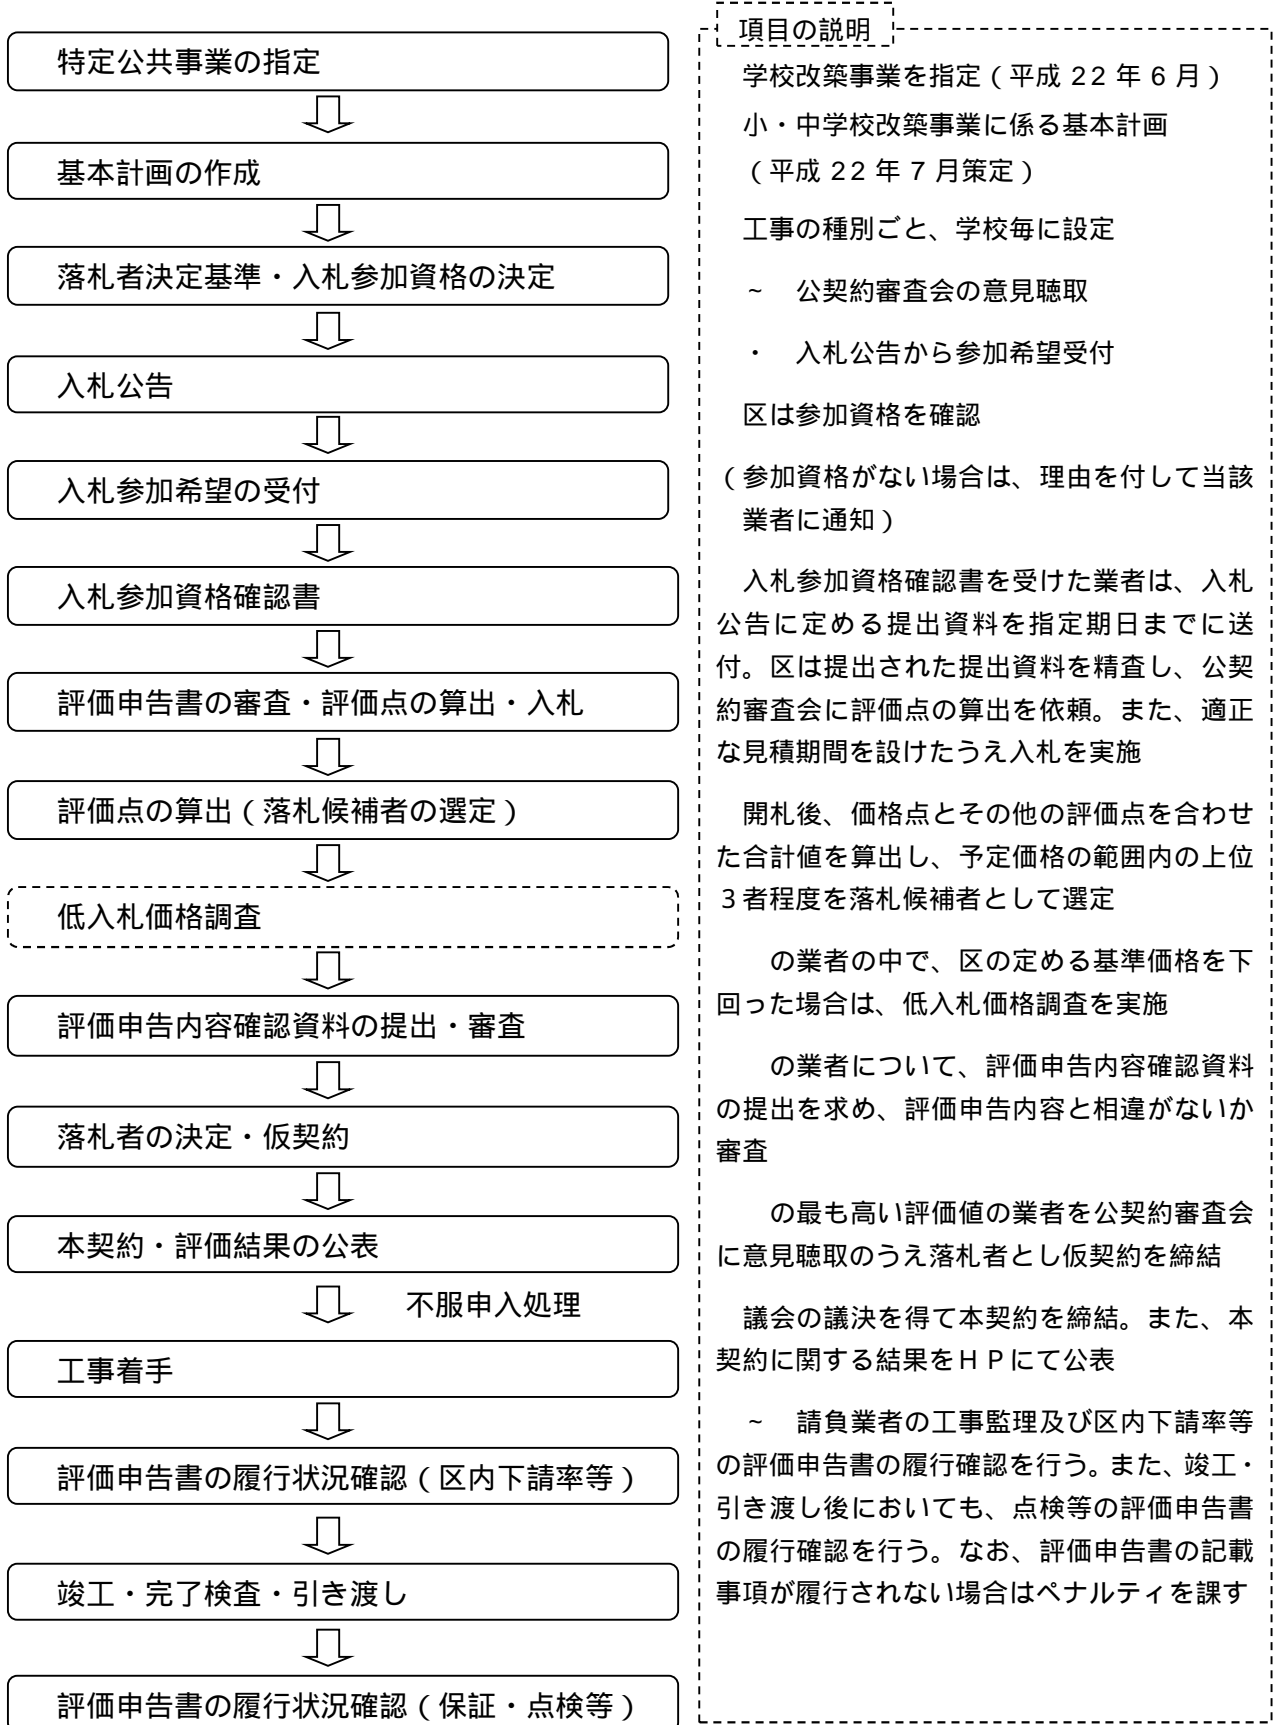 特定公共事業の指定
基本計画の作成
落札者決定基準・入札参加資格の決定
入札公告
入札参加希望の受付
入札参加資格確認書
評価申告書の審査・評価点の算出・入札
評価点の算出（落札候補者の選定）
低入札価格調査
評価申告内容確認資料の提出・審査
落札者の決定・仮契約
本契約・評価結果の公表
不服申入処理
工事着手
評価申告書の履行状況確認（区内下請率等）
竣工・完了検査・引き渡し
評価申告書の履行状況確認（保証・点検等）
項目の説明
学校改築事業を指定（平成 22 年 6 月）
小・中学校改築事業に係る基本計画
（平成 22 年 7 月策定）
工事の種別ごと、学校毎に設定
~　公契約審査会の意見聴取
・　入札公告から参加希望受付
区は参加資格を確認
（参加資格がない場合は、理由を付して当該
業者に通知）
入札参加資格確認書を受けた業者は、入札
公告に定める提出資料を指定期日までに送
付。区は提出された提出資料を精査し、公契
約審査会に評価点の算出を依頼。また、適正
な見積期間を設けたうえ入札を実施
開札後、価格点とその他の評価点を合わせ
た合計値を算出し、予定価格の範囲内の上位
３者程度を落札候補者として選定
の業者の中で、区の定める基準価格を下
回った場合は、低入札価格調査を実施
の業者について、評価申告内容確認資料
の提出を求め、評価申告内容と相違がないか
審査
の最も高い評価値の業者を公契約審査会
に意見聴取のうえ落札者とし仮契約を締結
議会の議決を得て本契約を締結。また、本
契約に関する結果をＨＰにて公表
~　請負業者の工事監理及び区内下請率等
の評価申告書の履行確認を行う。また、竣工・
引き渡し後においても、点検等の評価申告書
の履行確認を行う。なお、評価申告書の記載
事項が履行されない場合はペナルティを課す